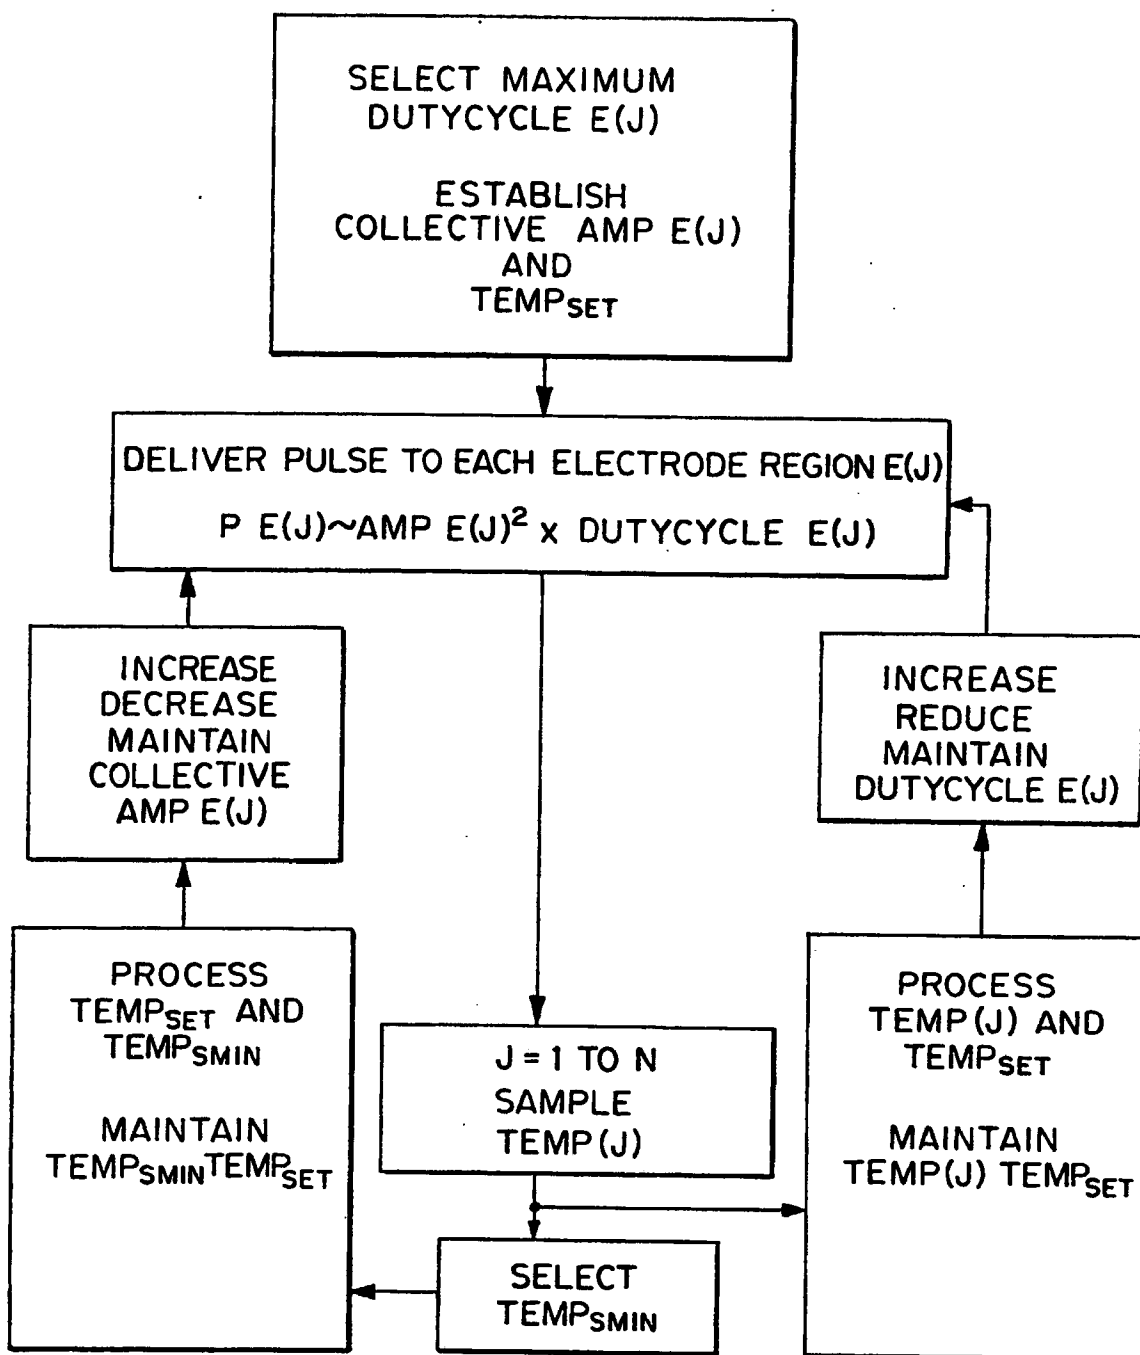 SELECT MAXIMUM
DUTYCYCLE E(J)
ESTABLISH
COLLECTIVE AMP E(J)
AND
TEMPSET
DELIVER PULSE TO EACH ELECTRODE REGION E(J)
P E(J)~AMP E(J)² x DUTYCYCLE E(J)
INCREASE
DECREASE
MAINTAIN
COLLECTIVE
AMP E(J)
INCREASE
REDUCE
MAINTAIN
DUTYCYCLE E(J)
PROCESS
TEMPSET AND
TEMPSMIN
MAINTAIN
TEMPSMINTEMPSET
J = 1 TO N
SAMPLE
TEMP(J)
SELECT
TEMPSMIN
PROCESS
TEMP(J) AND
TEMPSET
MAINTAIN
TEMP(J) TEMPSET